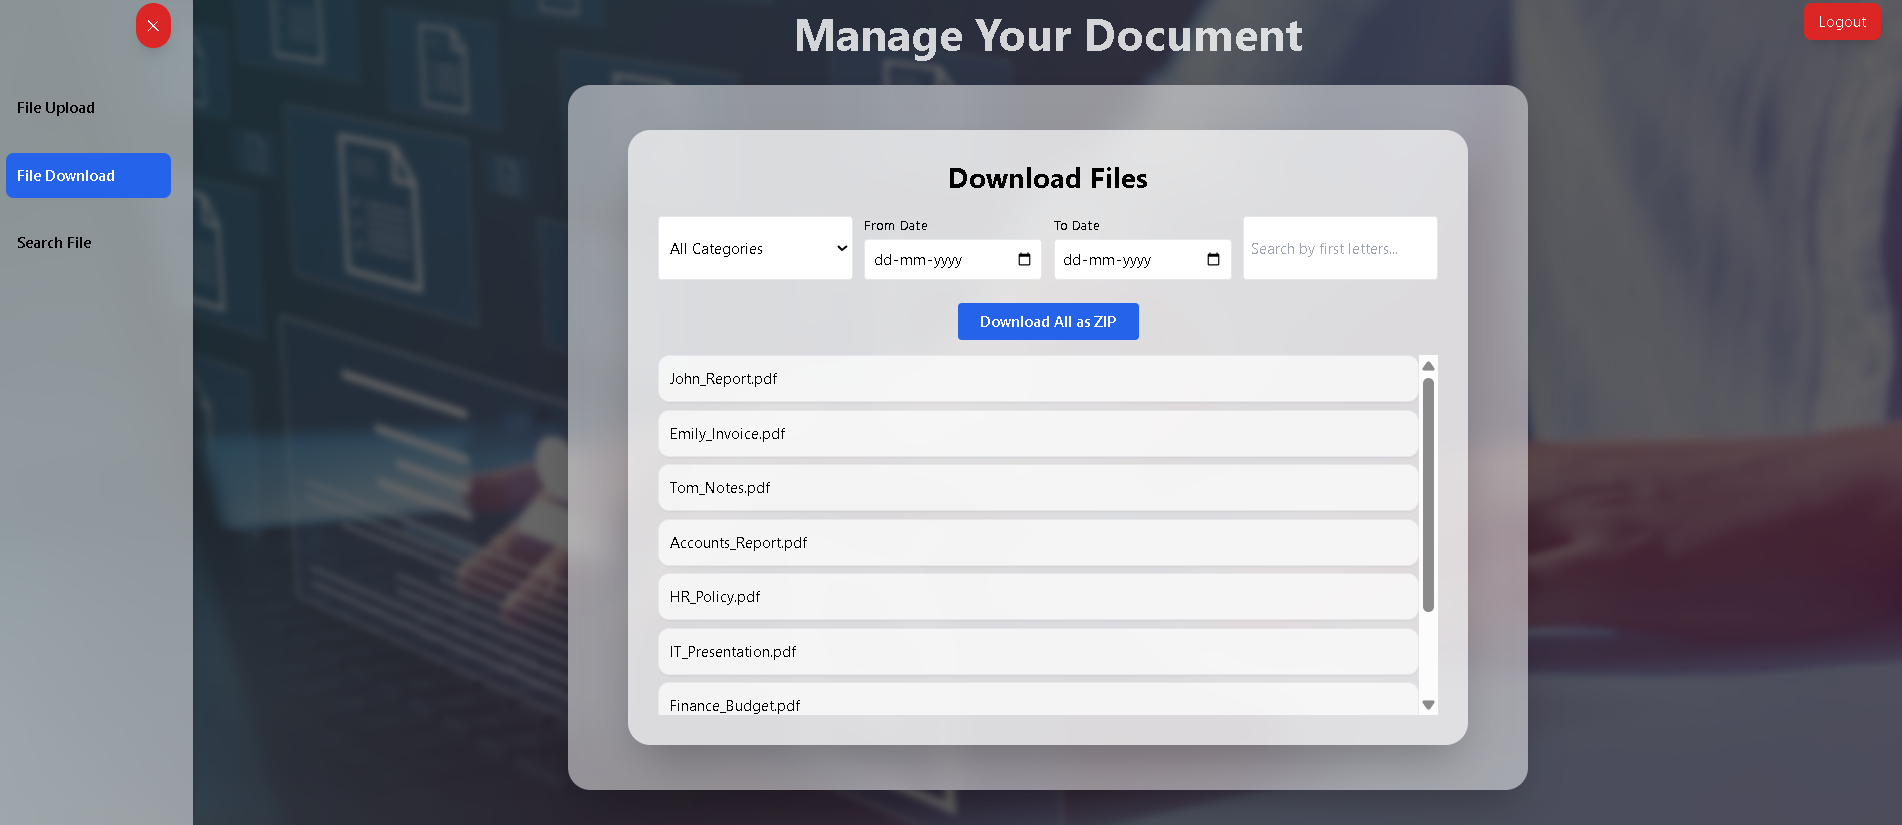 Manage Your Document
Logout
File Upload
File Download
Search File
Download Files
All Categories
From Date
dd-mm-yyyy
To Date
dd-mm-yyyy
Search by first letters...
Download All as ZIP
John_Report.pdf
Emily_Invoice.pdf
Tom_Notes.pdf
Accounts_Report.pdf
HR_Policy.pdf
IT_Presentation.pdf
Finance_Budget.pdf